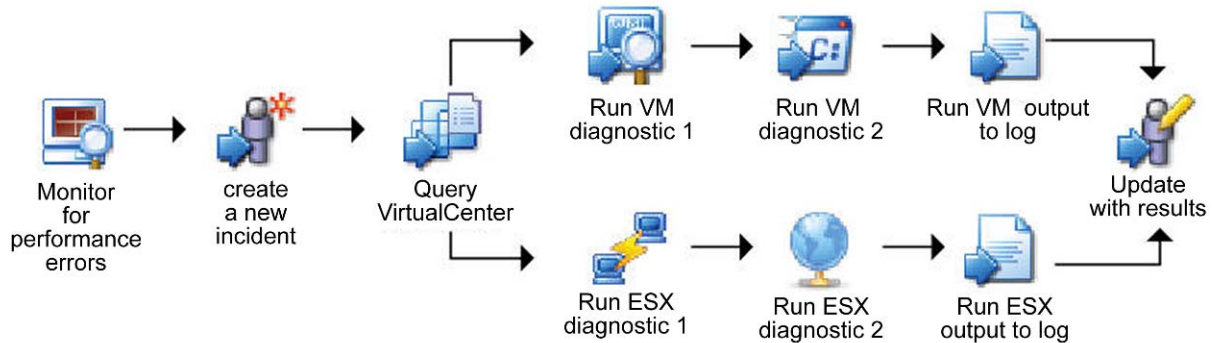 Monitor
for
performance
errors
create
a new
incident
Query
VirtualCenter
Run VM
diagnostic 1
C:
Run VM
diagnostic 2
Run VM output
to log
Run ESX
diagnostic 1
Run ESX
diagnostic 2
Run ESX
output to log
Update
with results